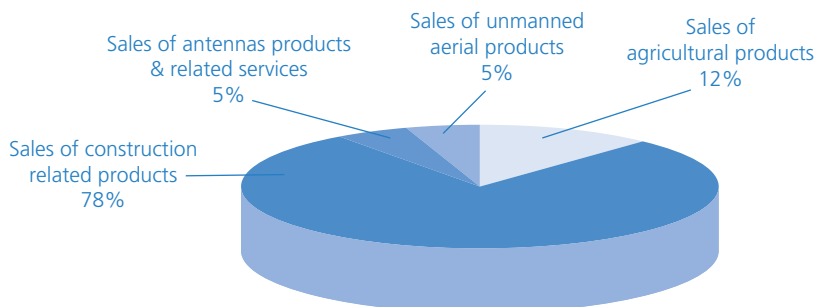 Sales of antennas products
& related services
5%
Sales of unmanned
aerial products
5%
Sales of
agricultural products
12%
Sales of construction
related products
78%